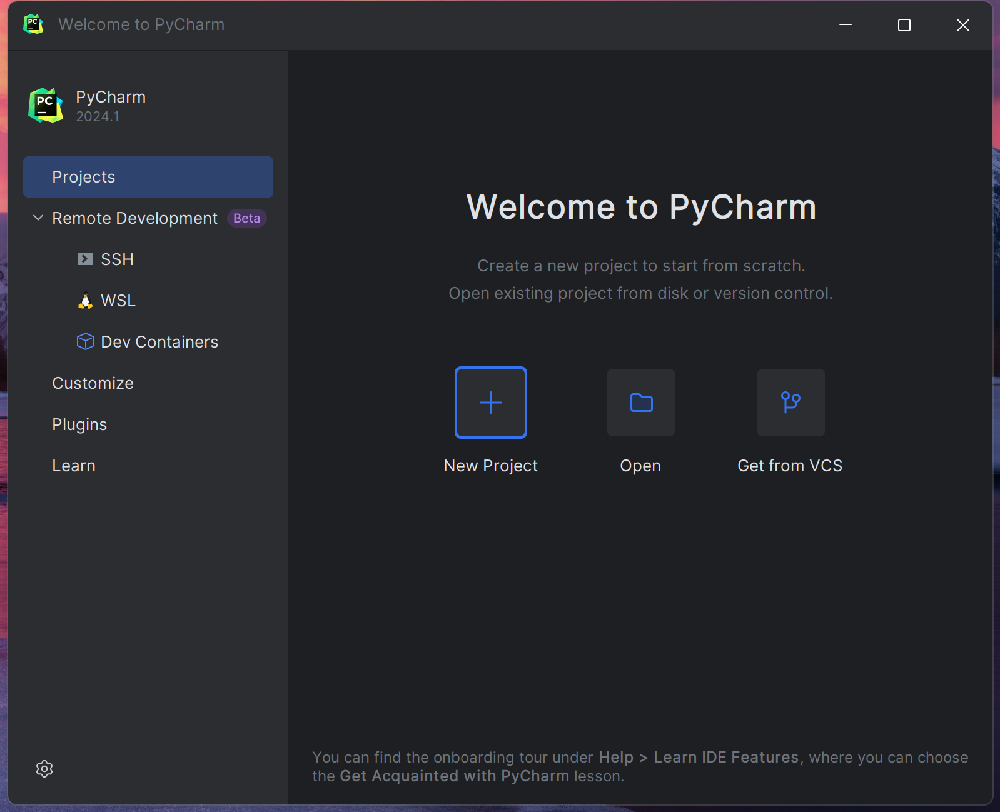 PC
Welcome to PyCharm
PC
PyCharm
2024.1
Projects
Remote Development Beta
SSH
WSL
Dev Containers
Customize
Plugins
Learn
Welcome to PyCharm
Create a new project to start from scratch.
Open existing project from disk or version control.
New Project
Open
Get from VCS
You can find the onboarding tour under Help > Learn IDE Features, where you can choose
the Get Acquainted with PyCharm lesson.